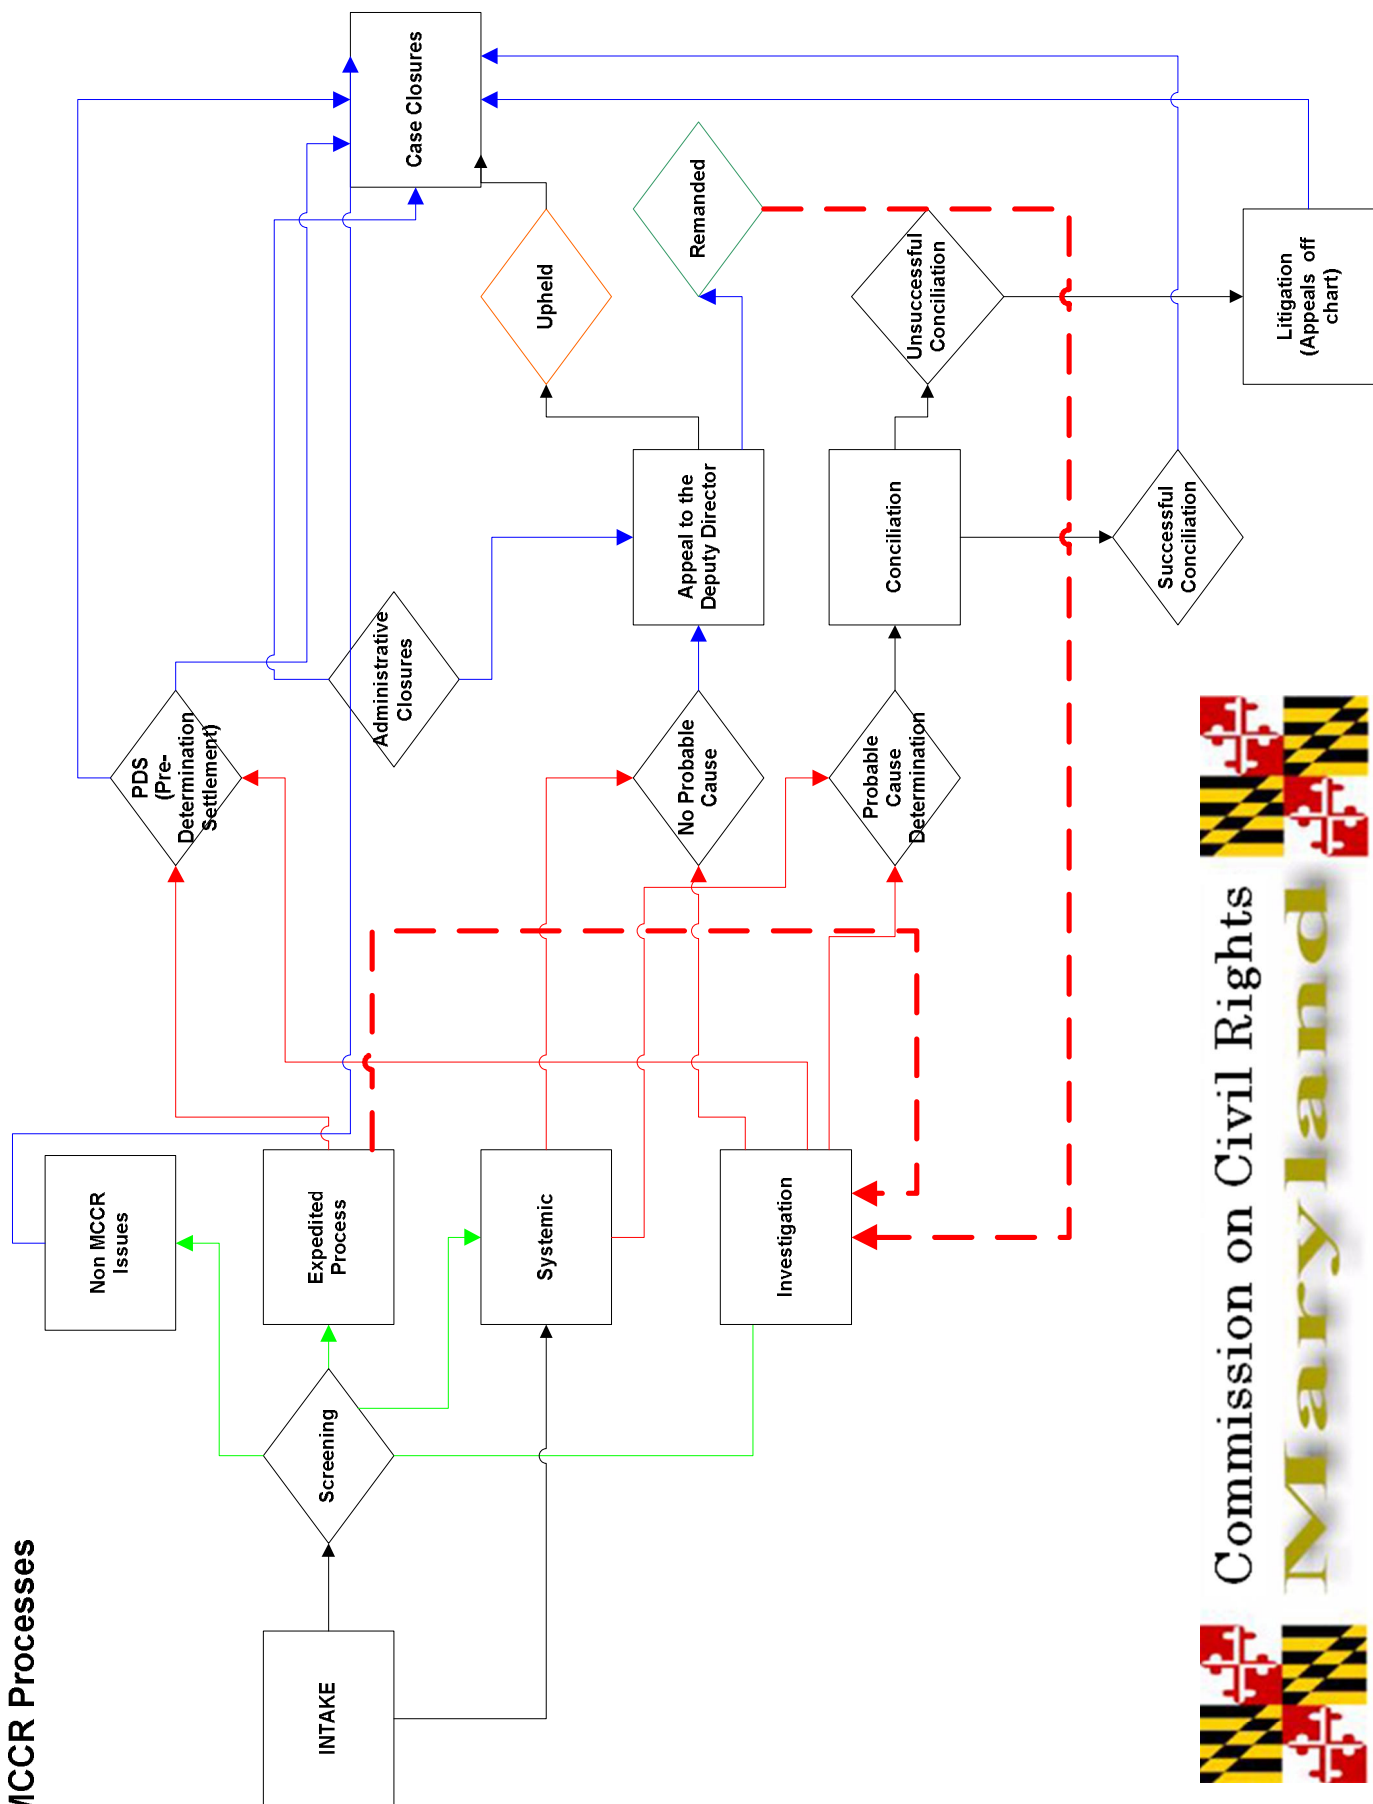 MCCR Processes
INTAKE
Screening
Non MCCR
Issues
Expedited
Process
Systemic
Investigation
PDS
(Pre-
Determination
Settlement)
Administrative
Closures
No Probable
Cause
Probable
Cause
Determination
Appeal to the
Deputy Director
Conciliation
Successful
Conciliation
Upheld
Remanded
Unsuccessful
Conciliation
Litigation
(Appeals off
chart)
Case Closures
Commission on Civil Rights
Maryland